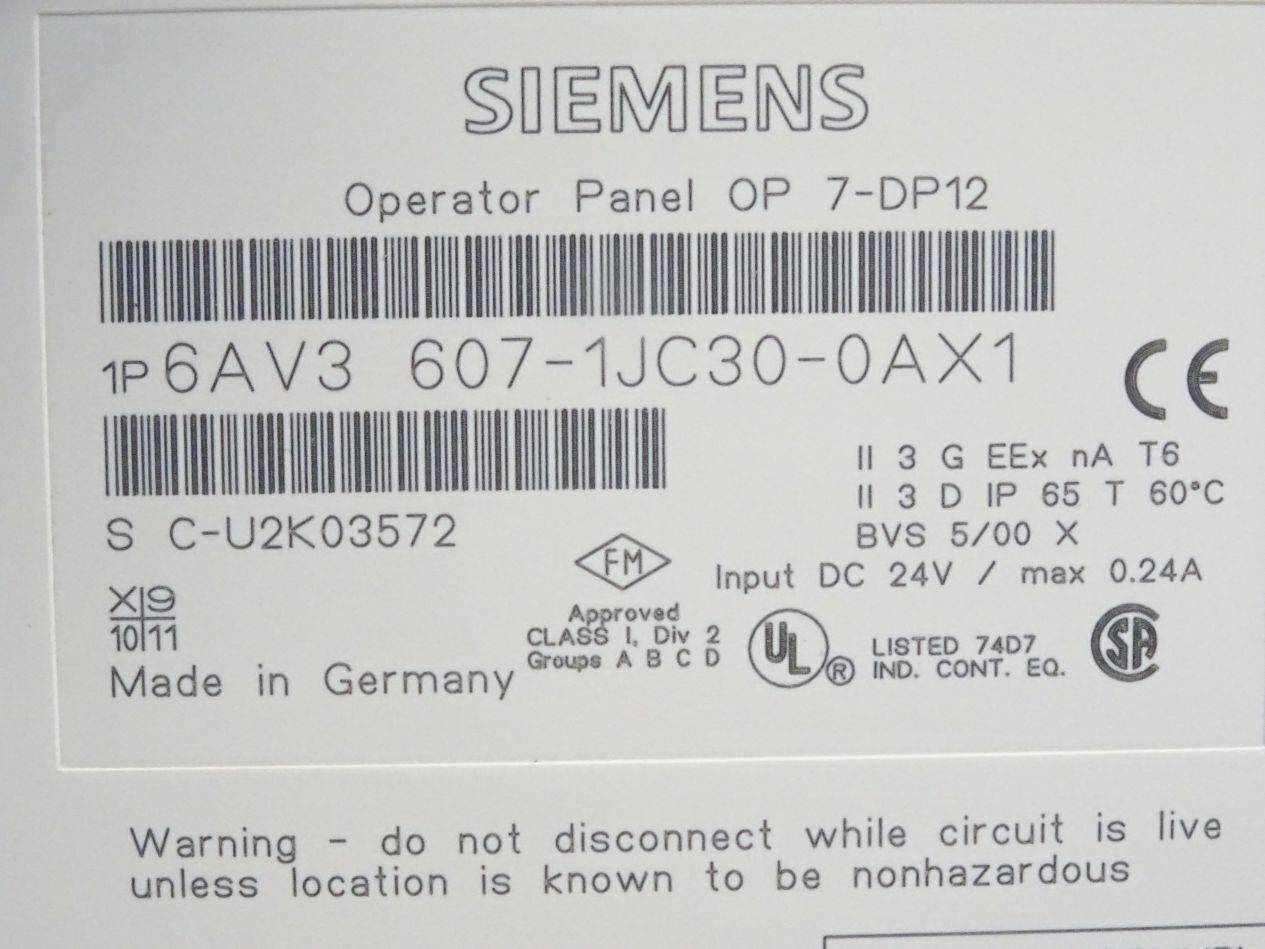 SIEMENS
Operator Panel OP 7-DP12
1P 6AV3 607-1JC30-0AX1
CE
II 3 G EEx nA T6
II 3 D IP 65 T 60°C
S C-U2K03572
BVS 5/00 X
FM
Input DC 24V / max 0.24A
X 9
10 11
Approved
CLASS I, Div 2
Groups A B C D
UL ®
LISTED 74D7
IND. CONT. EQ.
SA
Made in Germany
Warning - do not disconnect while circuit is live
unless location is known to be nonhazardous